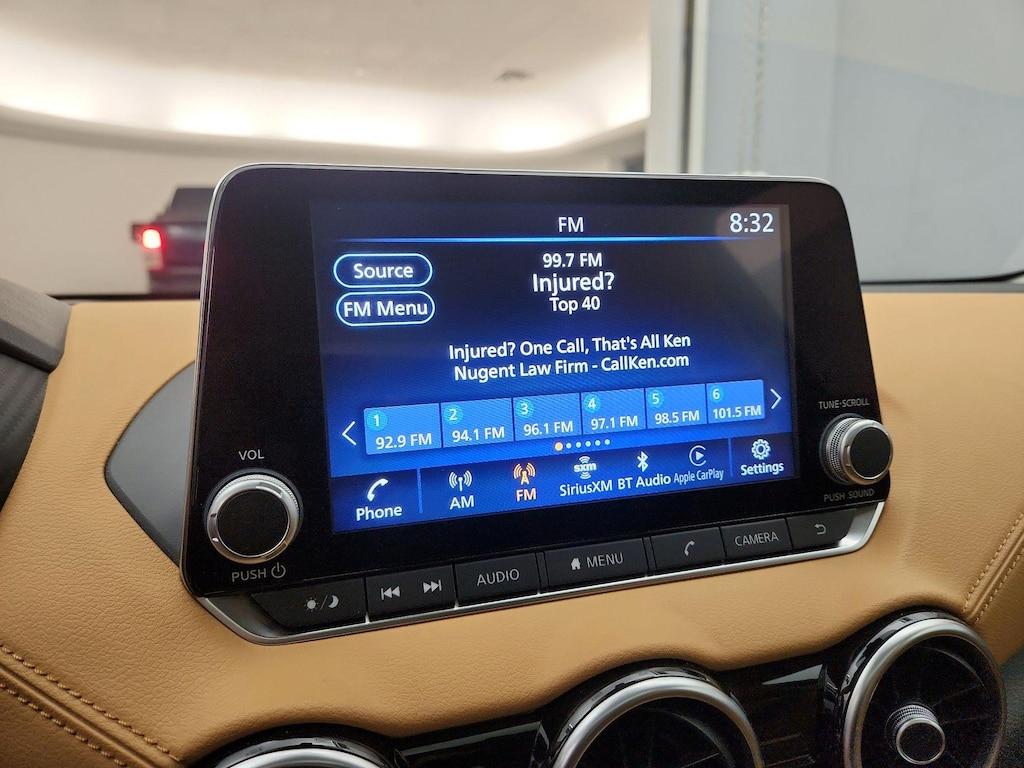 FM
8:32
Source
FM Menu
99.7 FM
Injured?
Top 40
Injured? One Call, That's All Ken
Nugent Law Firm - CallKen.com
1 92.9 FM
2 94.1 FM
3 96.1 FM
4 97.1 FM
5 98.5 FM
6 101.5 FM
Phone
AM
FM
sxm
SiriusXM
BT Audio
Apple CarPlay
Settings
VOL
PUSH
TUNE·SCROLL
PUSH SOUND
AUDIO
MENU
CAMERA